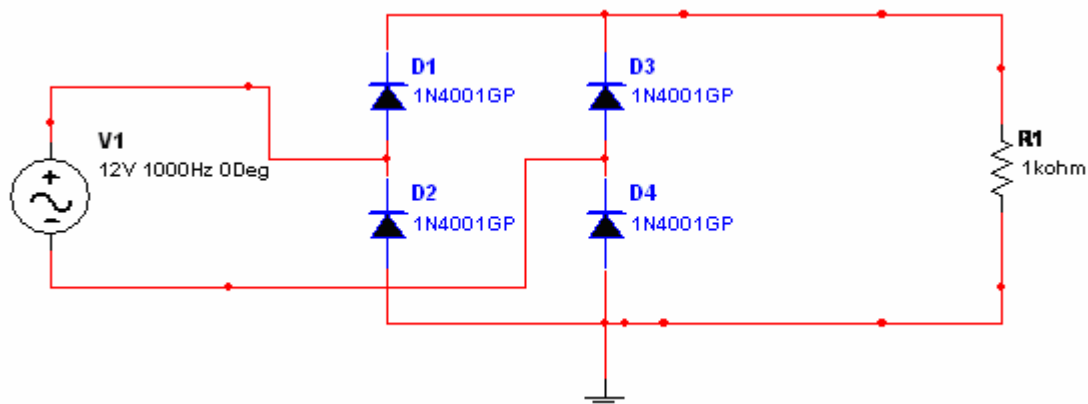 D1
1N4001GP
D3
1N4001GP
V1
12V 1000Hz 0Deg
R1
1kohm
D2
1N4001GP
D4
1N4001GP